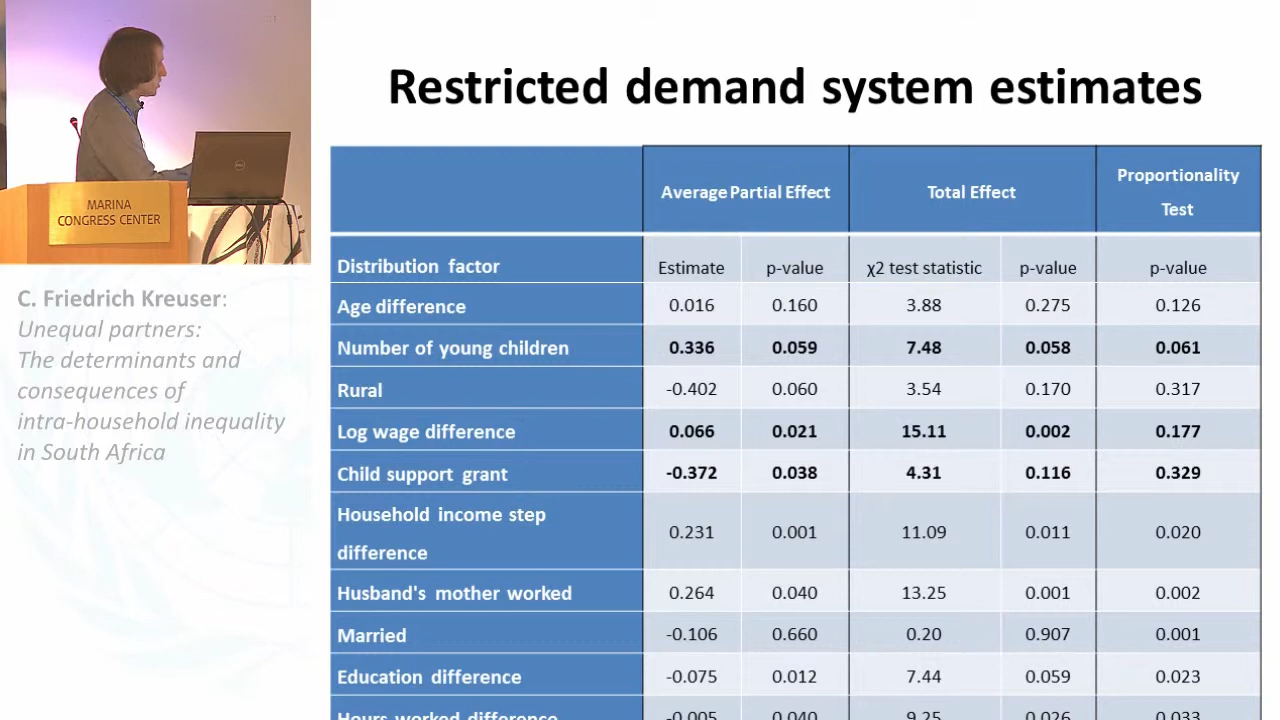 Restricted demand system estimates
MARINA
CONGRESS CENTER
C. Friedrich Kreuser:
Unequal partners:
The determinants and
consequences of
intra-household inequality
in South Africa
Average Partial Effect Total Effect Proportionality
Test
Distribution factor Estimate p-value χ2 test statistic p-value p-value
Age difference 0.016 0.160 3.88 0.275 0.126
Number of young children 0.336 0.059 7.48 0.058 0.061
Rural -0.402 0.060 3.54 0.170 0.317
Log wage difference 0.066 0.021 15.11 0.002 0.177
Child support grant -0.372 0.038 4.31 0.116 0.329
Household income step
difference 0.231 0.001 11.09 0.011 0.020
Husband's mother worked 0.264 0.040 13.25 0.001 0.002
Married -0.106 0.660 0.20 0.907 0.001
Education difference -0.075 0.012 7.44 0.059 0.023
Hours worked difference -0.005 0.040 9.25 0.026 0.033